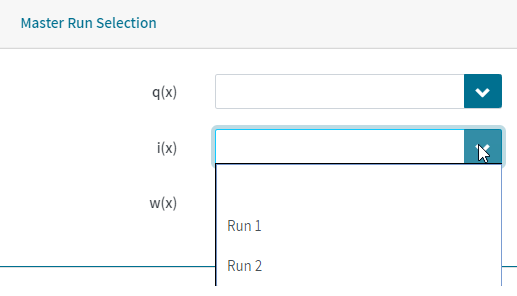 Master Run Selection
q(x)
i(x)
w(x)
Run 1
Run 2